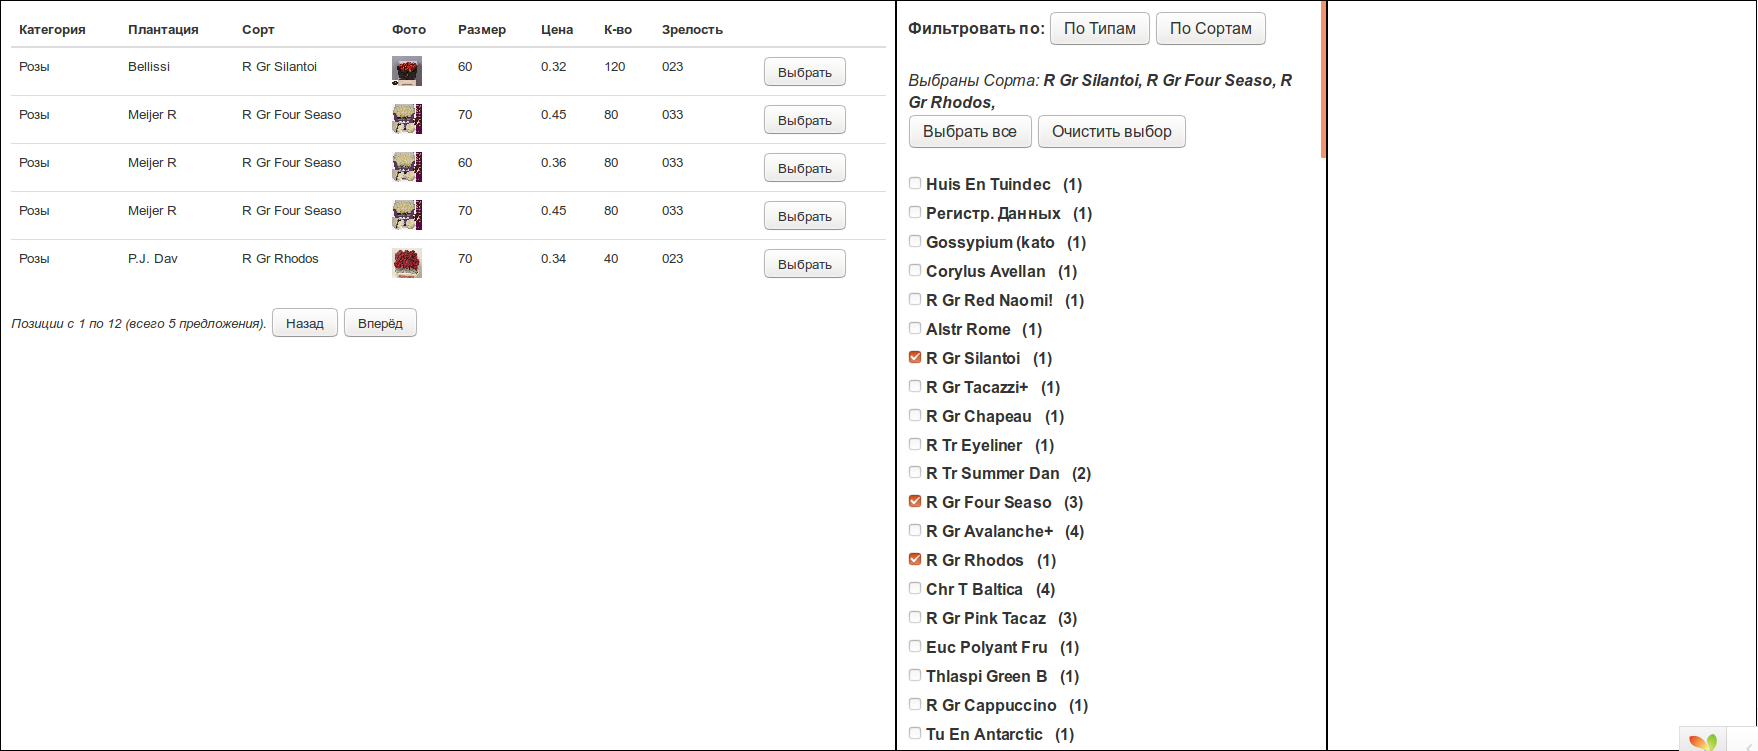 Категория Плантация Сорт Фото Размер Цена К-во Зрелость
Розы Bellissi R Gr Silantoi 60 0.32 120 023 Выбрать
Розы Meijer R R Gr Four Seaso 70 0.45 80 033 Выбрать
Розы Meijer R R Gr Four Seaso 60 0.36 80 033 Выбрать
Розы Meijer R R Gr Four Seaso 70 0.45 80 033 Выбрать
Розы P.J. Dav R Gr Rhodos 70 0.34 40 023 Выбрать
Позиции с 1 по 12 (всего 5 предложения). Назад Вперёд
Фильтровать по: По Типам По Сортам
Выбраны Сорта: R Gr Silantoi, R Gr Four Seaso, R
Gr Rhodos,
Выбрать все Очистить выбор
Huis En Tuindec (1)
Регистр. Данных (1)
Gossypium (kato (1)
Corylus Avellan (1)
R Gr Red Naomi! (1)
Alstr Rome (1)
R Gr Silantoi (1)
R Gr Tacazzi+ (1)
R Gr Chapeau (1)
R Tr Eyeliner (1)
R Tr Summer Dan (2)
R Gr Four Seaso (3)
R Gr Avalanche+ (4)
R Gr Rhodos (1)
Chr T Baltica (4)
R Gr Pink Tacaz (3)
Euc Polyant Fru (1)
Thlaspi Green B (1)
R Gr Cappuccino (1)
Tu En Antarctic (1)